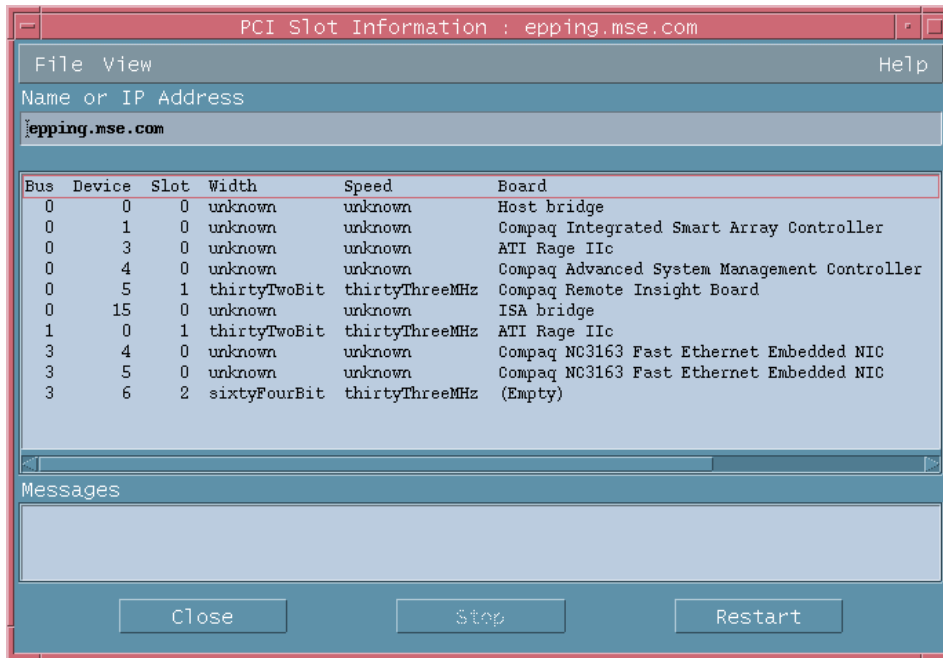 PCI Slot Information : epping.mse.com
File View Help
Name or IP Address
epping.mse.com
Bus Device Slot Width Speed Board
0 0 0 unknown unknown Host bridge
0 1 0 unknown unknown Compaq Integrated Smart Array Controller
0 3 0 unknown unknown ATI Rage IIc
0 4 0 unknown unknown Compaq Advanced System Management Controller
0 5 1 thirtyTwoBit thirtyThreeMHz Compaq Remote Insight Board
0 15 0 unknown unknown ISA bridge
1 0 1 thirtyTwoBit thirtyThreeMHz ATI Rage IIc
3 4 0 unknown unknown Compaq NC3163 Fast Ethernet Embedded NIC
3 5 0 unknown unknown Compaq NC3163 Fast Ethernet Embedded NIC
3 6 2 sixtyFourBit thirtyThreeMHz (Empty)
Messages
Close Stop Restart